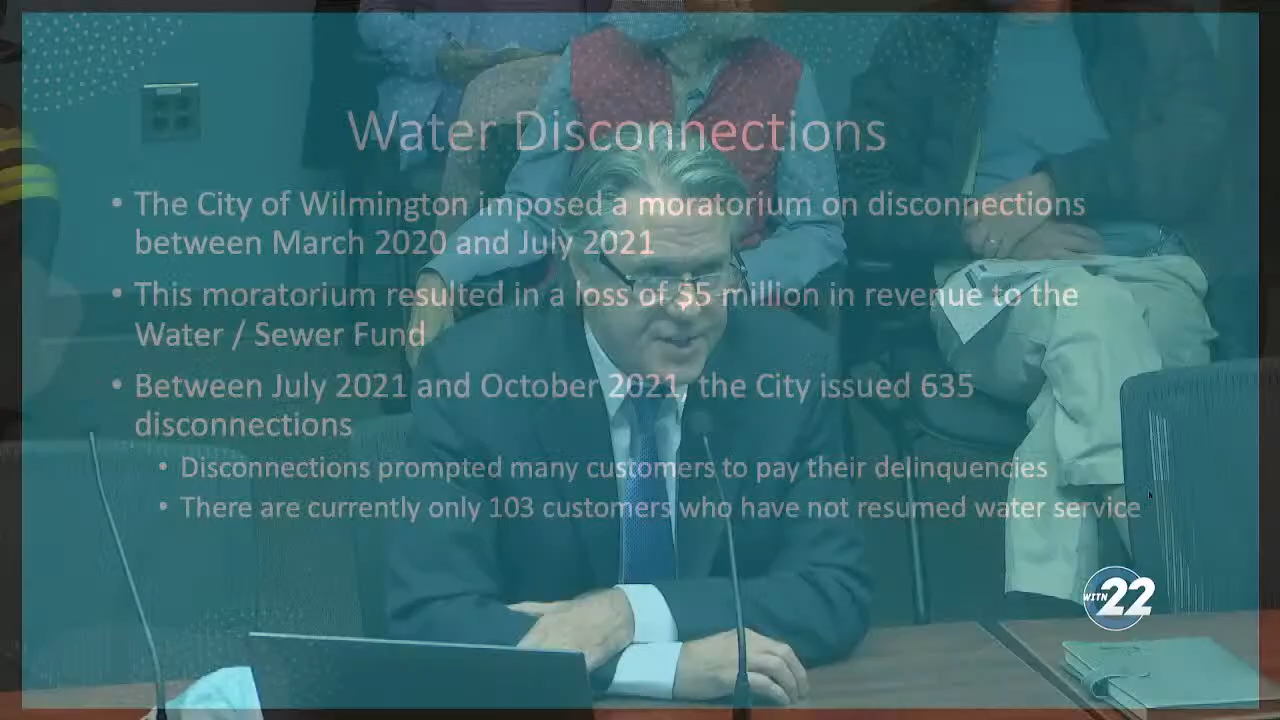 Water Disconnections
• The City of Wilmington imposed a moratorium on disconnections
between March 2020 and July 2021
• This moratorium resulted in a loss of $5 million in revenue to the
Water / Sewer Fund
• Between July 2021 and October 2021, the City issued 635
disconnections
• Disconnections prompted many customers to pay their delinquencies
• There are currently only 103 customers who have not resumed water service
WITN 22